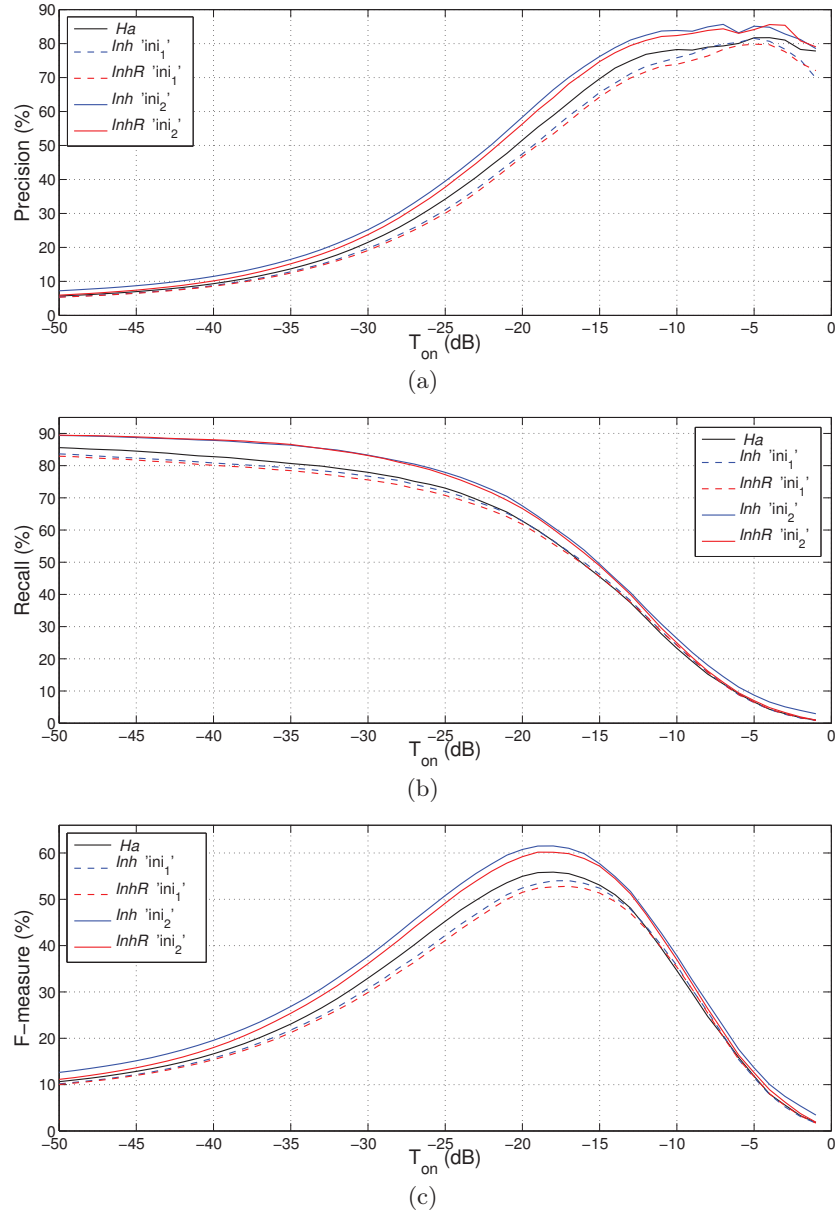 90
80
70
60
50
40
30
20
10
0
Precision (%)
Ha
Inh 'ini1'
InhR 'ini1'
Inh 'ini2'
InhR 'ini2'
−50 −45 −40 −35 −30 −25 −20 −15 −10 −5 0
Ton (dB)
(a)
90
80
70
60
50
40
30
20
10
0
Recall (%)
Ha
Inh 'ini1'
InhR 'ini1'
Inh 'ini2'
InhR 'ini2'
−50 −45 −40 −35 −30 −25 −20 −15 −10 −5 0
Ton (dB)
(b)
60
50
40
30
20
10
0
F−measure (%)
Ha
Inh 'ini1'
InhR 'ini1'
Inh 'ini2'
InhR 'ini2'
−50 −45 −40 −35 −30 −25 −20 −15 −10 −5 0
Ton (dB)
(c)